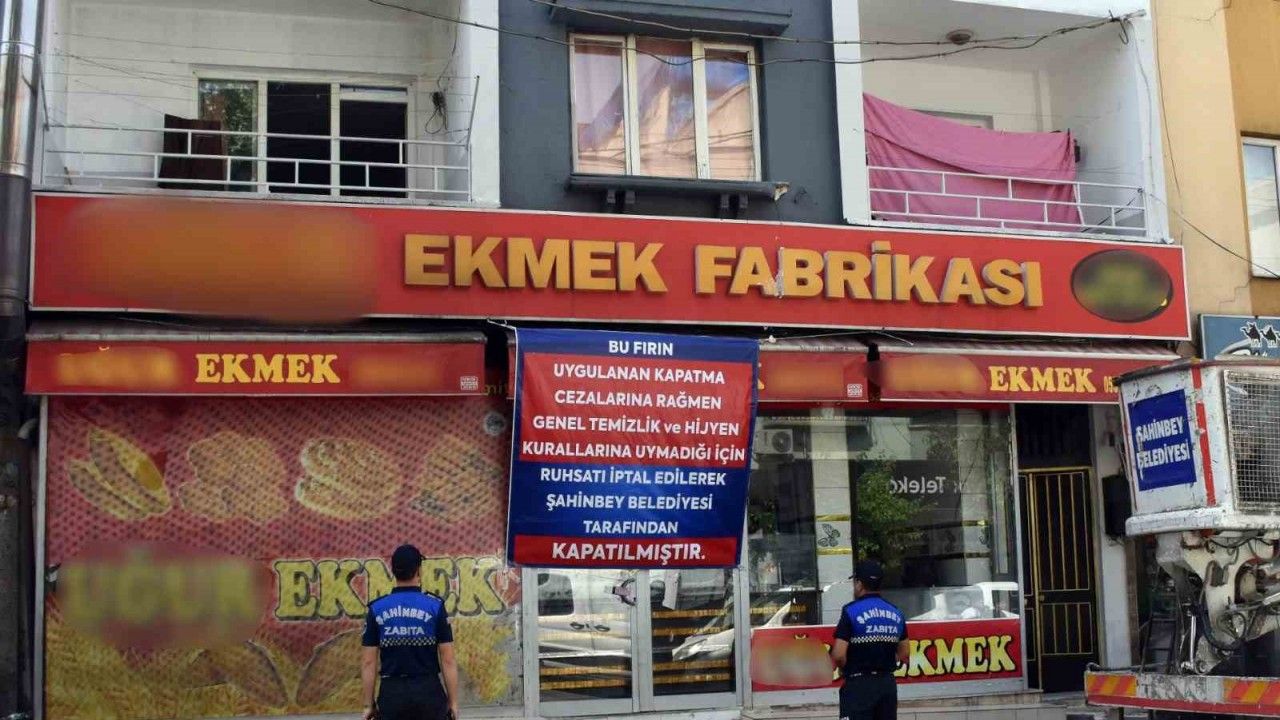 EKMEK FABRİKASI
EKMEK
EKMEK
BU FIRIN
UYGULANAN KAPATMA
CEZALARINA RAĞMEN
GENEL TEMİZLİK ve HİJYEN
KURALLARINA UYMADIĞI İÇİN
RUHSATI İPTAL EDİLEREK
ŞAHİNBEY BELEDİYESİ
TARAFINDAN
KAPATILMIŞTIR.
ŞAHİNBEY
BELEDİYESİ
EKMEK
EKMEK
ŞAHİNBEY
ZABITA
ŞAHİNBEY
ZABITA